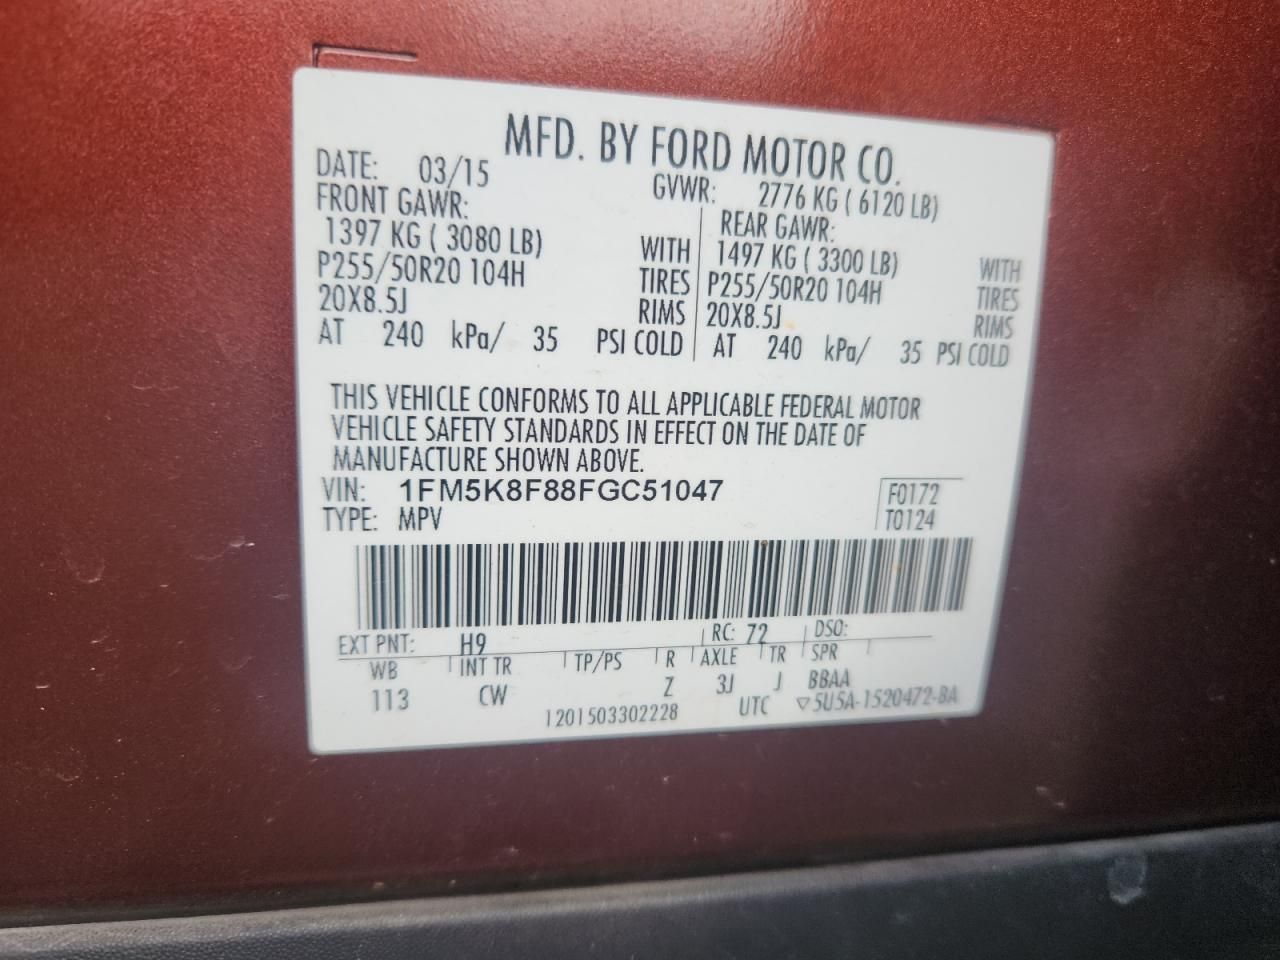 MFD. BY FORD MOTOR CO.
DATE: 03/15 GVWR: 2776 KG ( 6120 LB)
FRONT GAWR: REAR GAWR:
1397 KG ( 3080 LB) WITH 1497 KG ( 3300 LB) WITH
P255/50R20 104H TIRES P255/50R20 104H TIRES
20X8.5J RIMS 20X8.5J RIMS
AT 240 kPa/ 35 PSI COLD AT 240 kPa/ 35 PSI COLD
THIS VEHICLE CONFORMS TO ALL APPLICABLE FEDERAL MOTOR
VEHICLE SAFETY STANDARDS IN EFFECT ON THE DATE OF
MANUFACTURE SHOWN ABOVE.
VIN: 1FM5K8F88FGC51047 F0172
TYPE: MPV T0124
EXT PNT: H9 RC: 72 DSO:
WB INT TR TP/PS R AXLE TR SPR
113 CW Z 3J J BBAA
1201503302228 UTC ▽5U5A-1520472-BA